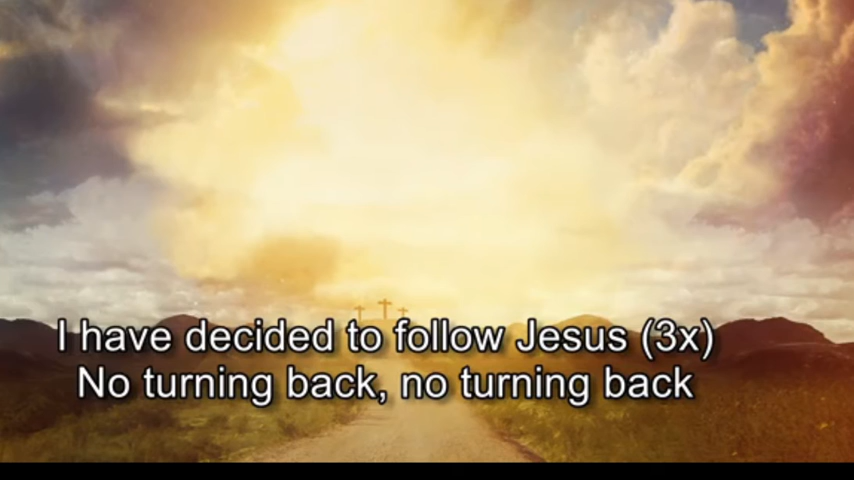 I have decided to follow Jesus (3x)
No turning back, no turning back